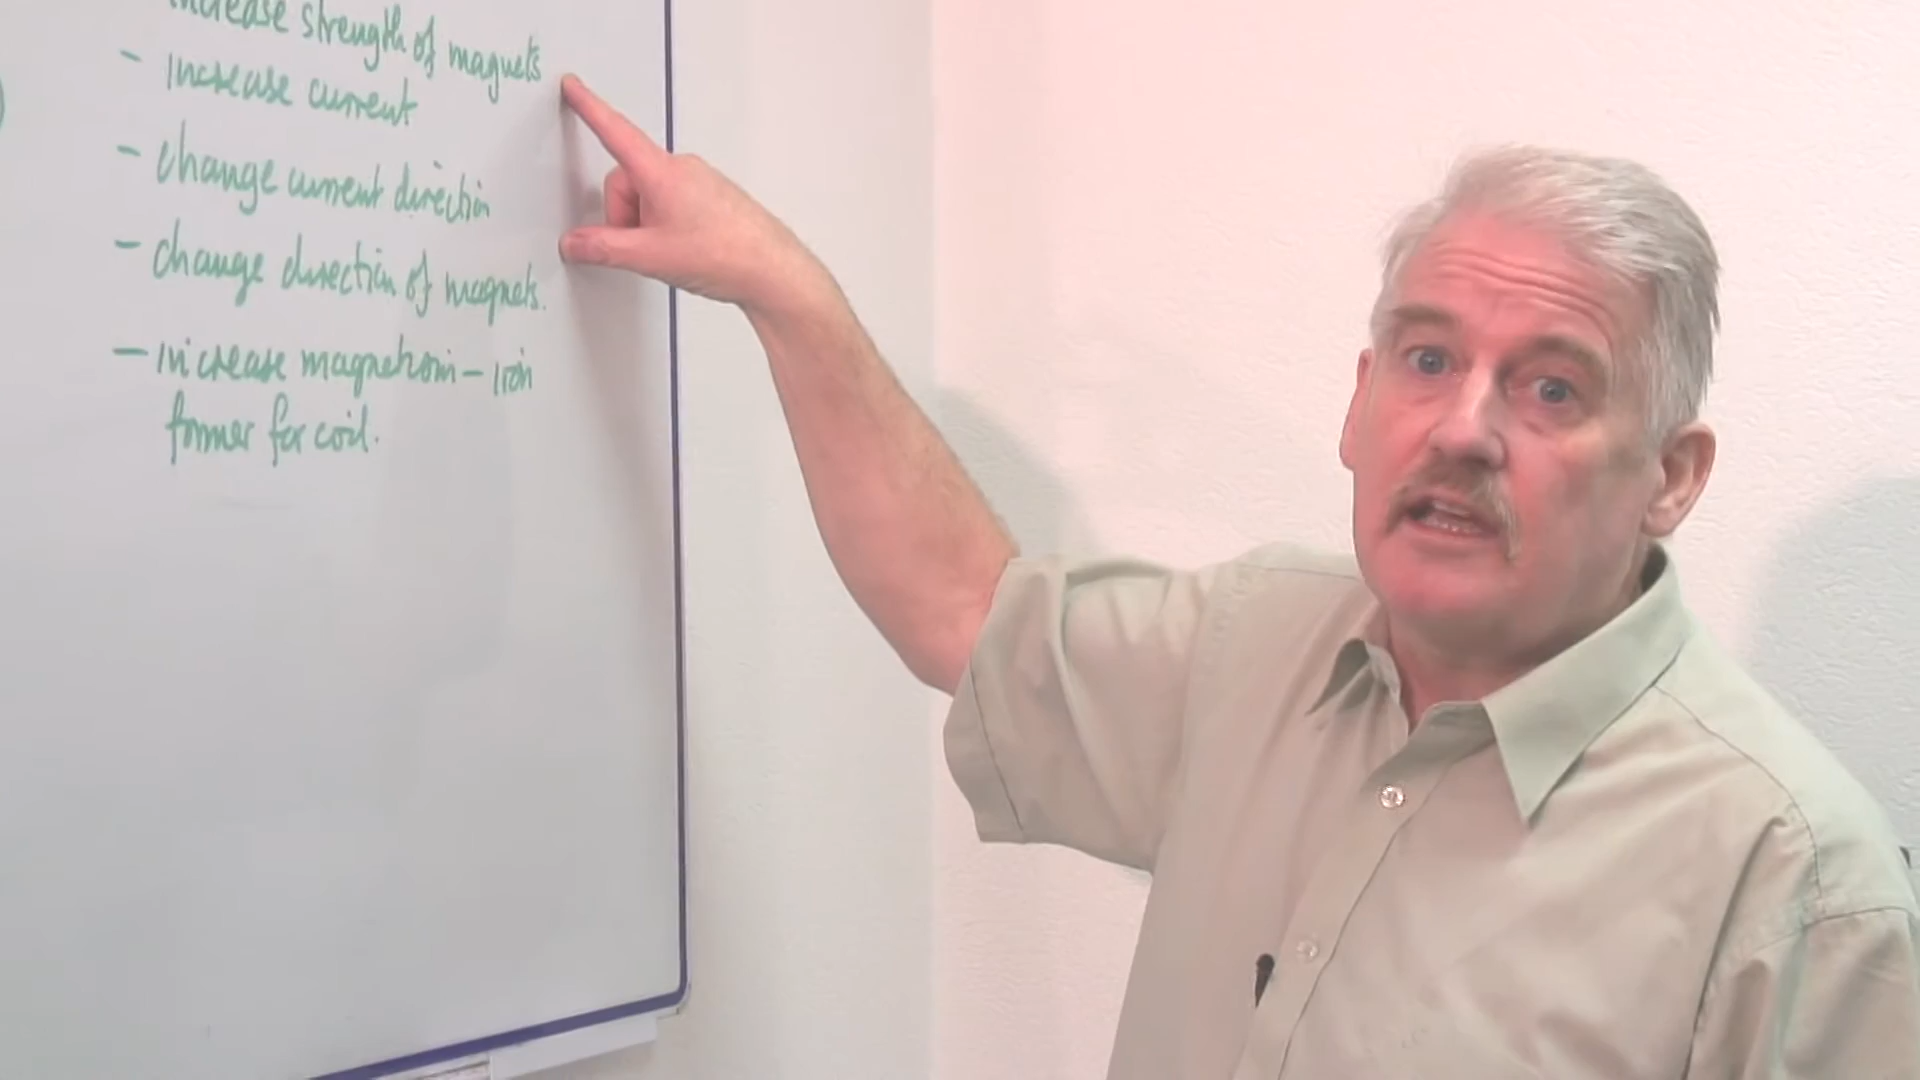 increase strength of magnets
- increase current
- change current direction
- change direction of magnets.
- increase magnetism - iron
former for coil.